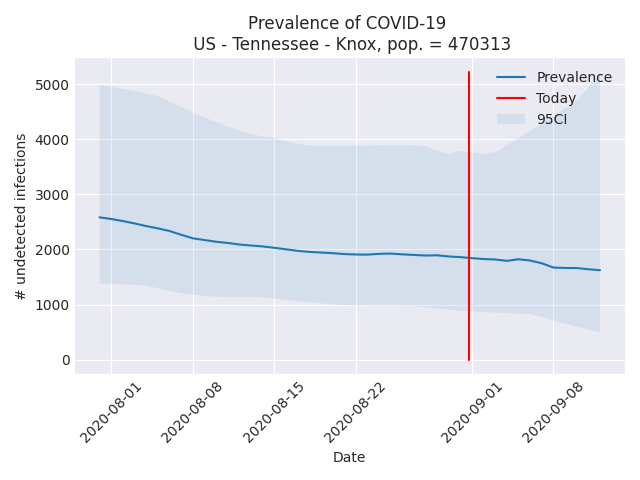 Prevalence of COVID-19
US - Tennessee - Knox, pop. = 470313
Prevalence
Today
95CI
# undetected infections
5000
4000
3000
2000
1000
0
2020-08-01
2020-08-08
2020-08-15
2020-08-22
2020-09-01
2020-09-08
Date